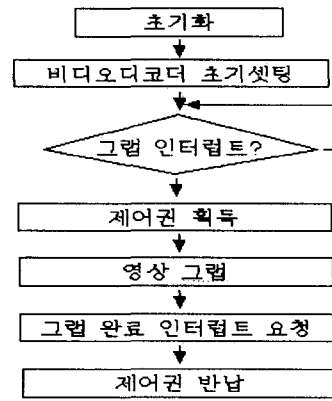 초기화
비디오디코더 초기셋팅
그랩 인터럽트?
제어권 획득
영상 그랩
그랩 완료 인터럽트 요청
제어권 반납